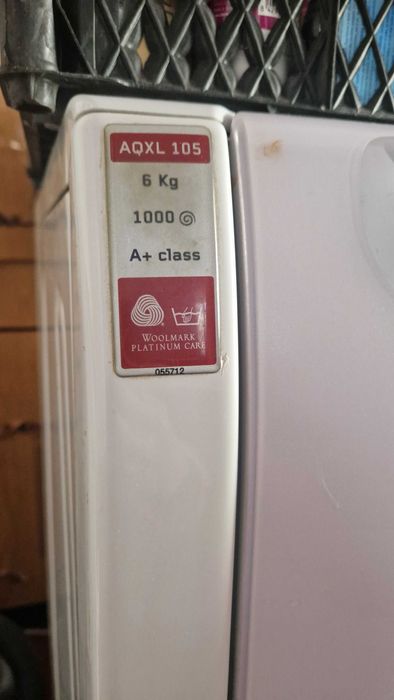 AQXL 105
6 Kg
1000
A+ class
WOOLMARK
PLATINUM CARE
055712